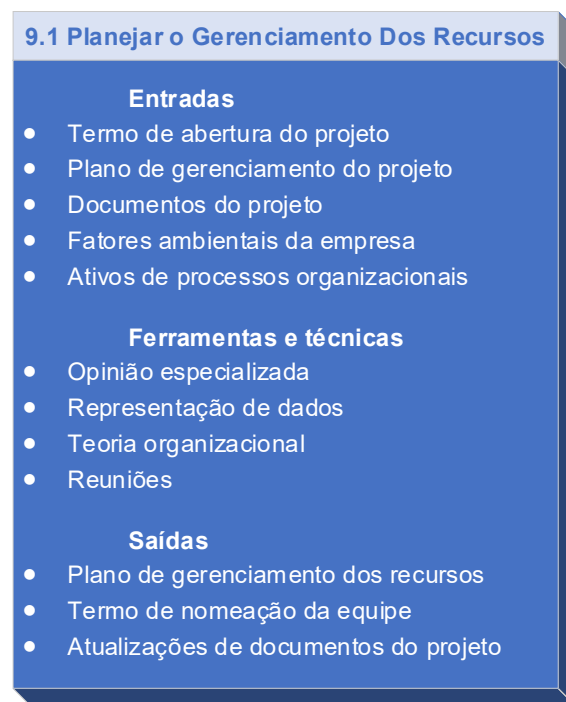 9.1 Planejar o Gerenciamento Dos Recursos
Entradas
• Termo de abertura do projeto
• Plano de gerenciamento do projeto
• Documentos do projeto
• Fatores ambientais da empresa
• Ativos de processos organizacionais
Ferramentas e técnicas
• Opinião especializada
• Representação de dados
• Teoria organizacional
• Reuniões
Saídas
• Plano de gerenciamento dos recursos
• Termo de nomeação da equipe
• Atualizações de documentos do projeto